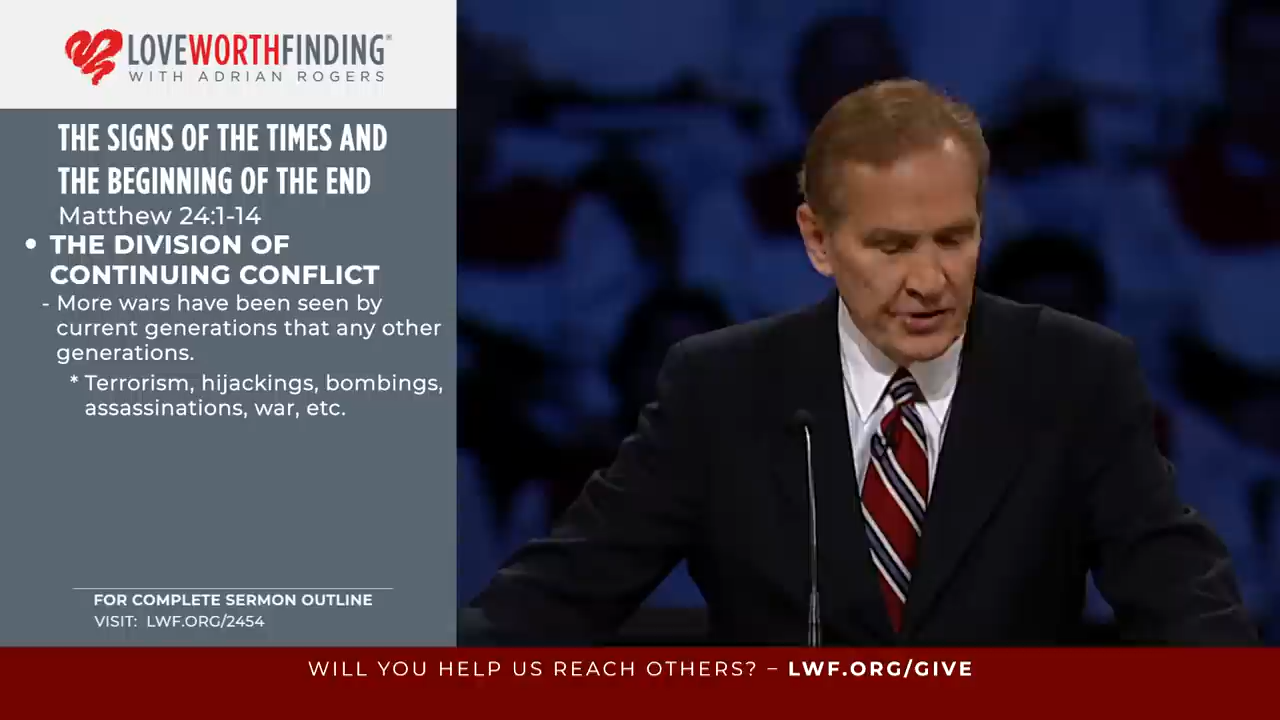 LOVEWORTHFINDING®
WITH ADRIAN ROGERS
THE SIGNS OF THE TIMES AND
THE BEGINNING OF THE END
Matthew 24:1-14
• THE DIVISION OF
CONTINUING CONFLICT
- More wars have been seen by
current generations that any other
generations.
* Terrorism, hijackings, bombings,
assassinations, war, etc.
FOR COMPLETE SERMON OUTLINE
VISIT: LWF.ORG/2454
WILL YOU HELP US REACH OTHERS? – LWF.ORG/GIVE